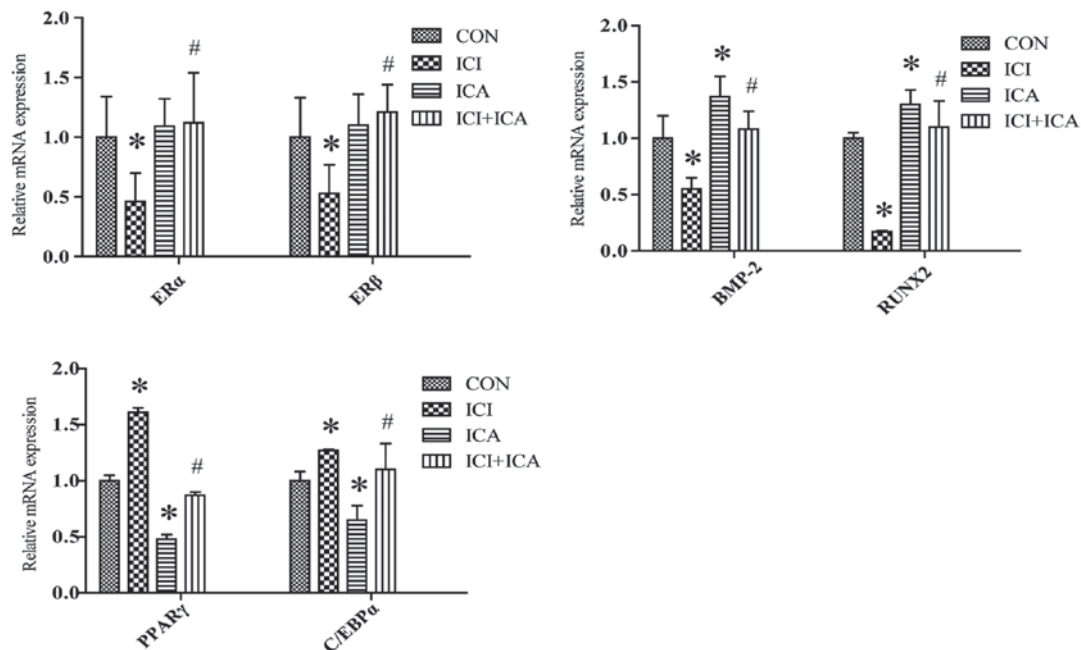 Relative mRNA expression
2.0
1.5
1.0
0.5
0.0
* #
* #
ERα ERβ
CON
ICI
ICA
ICI+ICA
Relative mRNA expression
2.0
1.5
1.0
0.5
0.0
* * #
* * #
BMP-2 RUNX2
CON
ICI
ICA
ICI+ICA
Relative mRNA expression
2.0
1.5
1.0
0.5
0.0
* * #
* * #
PPARγ C/EBPα
CON
ICI
ICA
ICI+ICA